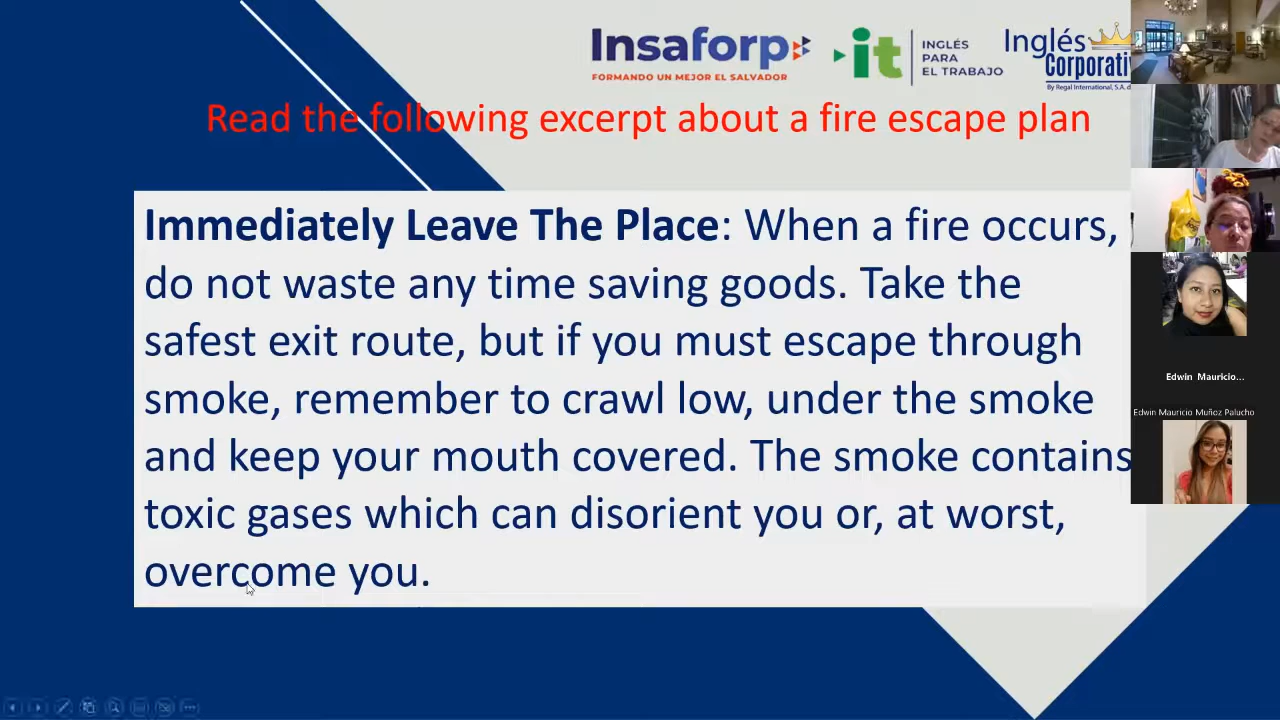 Insaforp
FORMANDO UN MEJOR EL SALVADOR
it
INGLÉS
PARA
EL TRABAJO
Inglés
Corporativ
By Regal International, S.A. d
Read the following excerpt about a fire escape plan
Immediately Leave The Place: When a fire occurs,
do not waste any time saving goods. Take the
safest exit route, but if you must escape through
smoke, remember to crawl low, under the smoke
and keep your mouth covered. The smoke contains
toxic gases which can disorient you or, at worst,
overcome you.
Edwin Mauricio...
Edwin Mauricio Muñoz Palucho